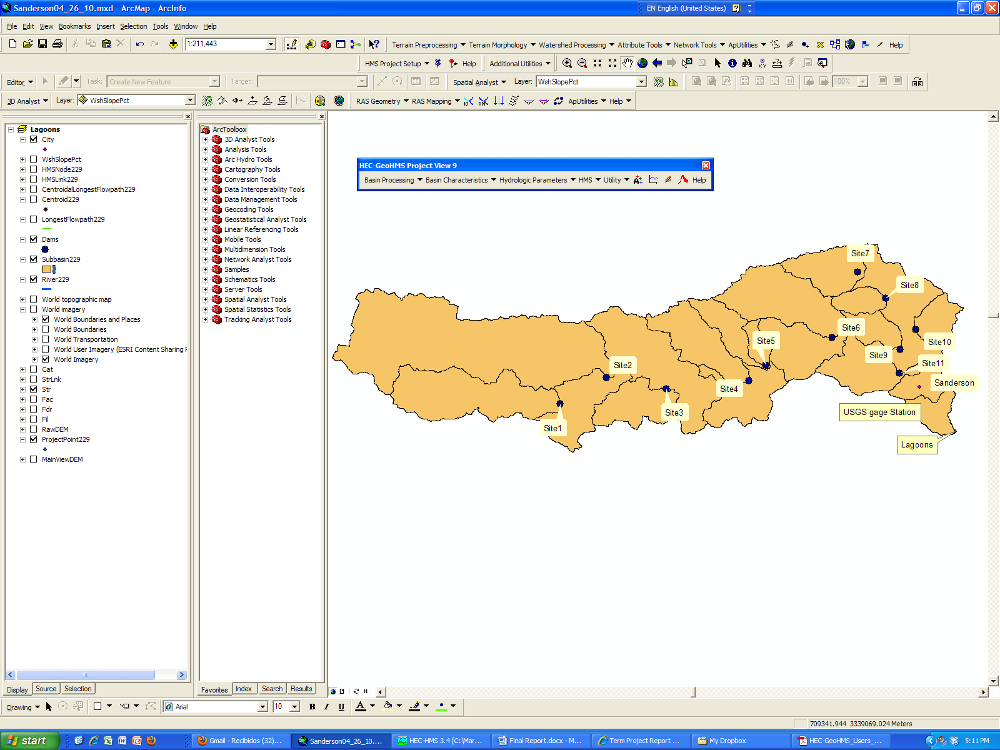 Sanderson04_26_10.mxd - ArcMap - ArcInfo
EN English (United States)
File Edit View Bookmarks Insert Selection Tools Window Help
1:211,443
Terrain Preprocessing Terrain Morphology Watershed Processing Attribute Tools Network Tools ApUtilities Help
HMS Project Setup Help Additional Utilities
Editor Task: Create New Feature Target: Spatial Analyst Layer: WshSlopePct 100%
3D Analyst Layer: WshSlopePct RAS Geometry RAS Mapping ApUtilities Help
Lagoons
City
WshSlopePct
HMSNode229
HMSLink229
CentroidalLongestFlowpath229
Centroid229
LongestFlowpath229
Dams
Subbasin229
River229
World topographic map
World imagery
World Boundaries and Places
World Boundaries
World Transportation
World User Imagery (ESRI Content Sharing P
World Imagery
Cat
StrLnk
Str
Fac
Fdr
Fil
RawDEM
ProjectPoint229
MainViewDEM
Display Source Selection
ArcToolbox
3D Analyst Tools
Analysis Tools
Arc Hydro Tools
Cartography Tools
Conversion Tools
Data Interoperability Tools
Data Management Tools
Geocoding Tools
Geostatistical Analyst Tools
Linear Referencing Tools
Mobile Tools
Multidimension Tools
Network Analyst Tools
Samples
Schematics Tools
Server Tools
Spatial Analyst Tools
Spatial Statistics Tools
Tracking Analyst Tools
Favorites Index Search Results
HEC-GeoHMS Project View 9
Basin Processing Basin Characteristics Hydrologic Parameters HMS Utility Help
Site7
Site8
Site6
Site5
Site10
Site9
Site11
Site2
Sanderson
Site4
Site3
USGS gage Station
Site1
Lagoons
Drawing Arial 10 B I U A
709341.944 3339069.024 Meters
start
Gmail - Recibidos (32)...
Sanderson04_26_10....
HEC-HMS 3.4 [C:\Mar...
Final Report.docx - M...
Term Project Report ...
My Dropbox
HEC-GeoHMS_Users_...
5:11 PM